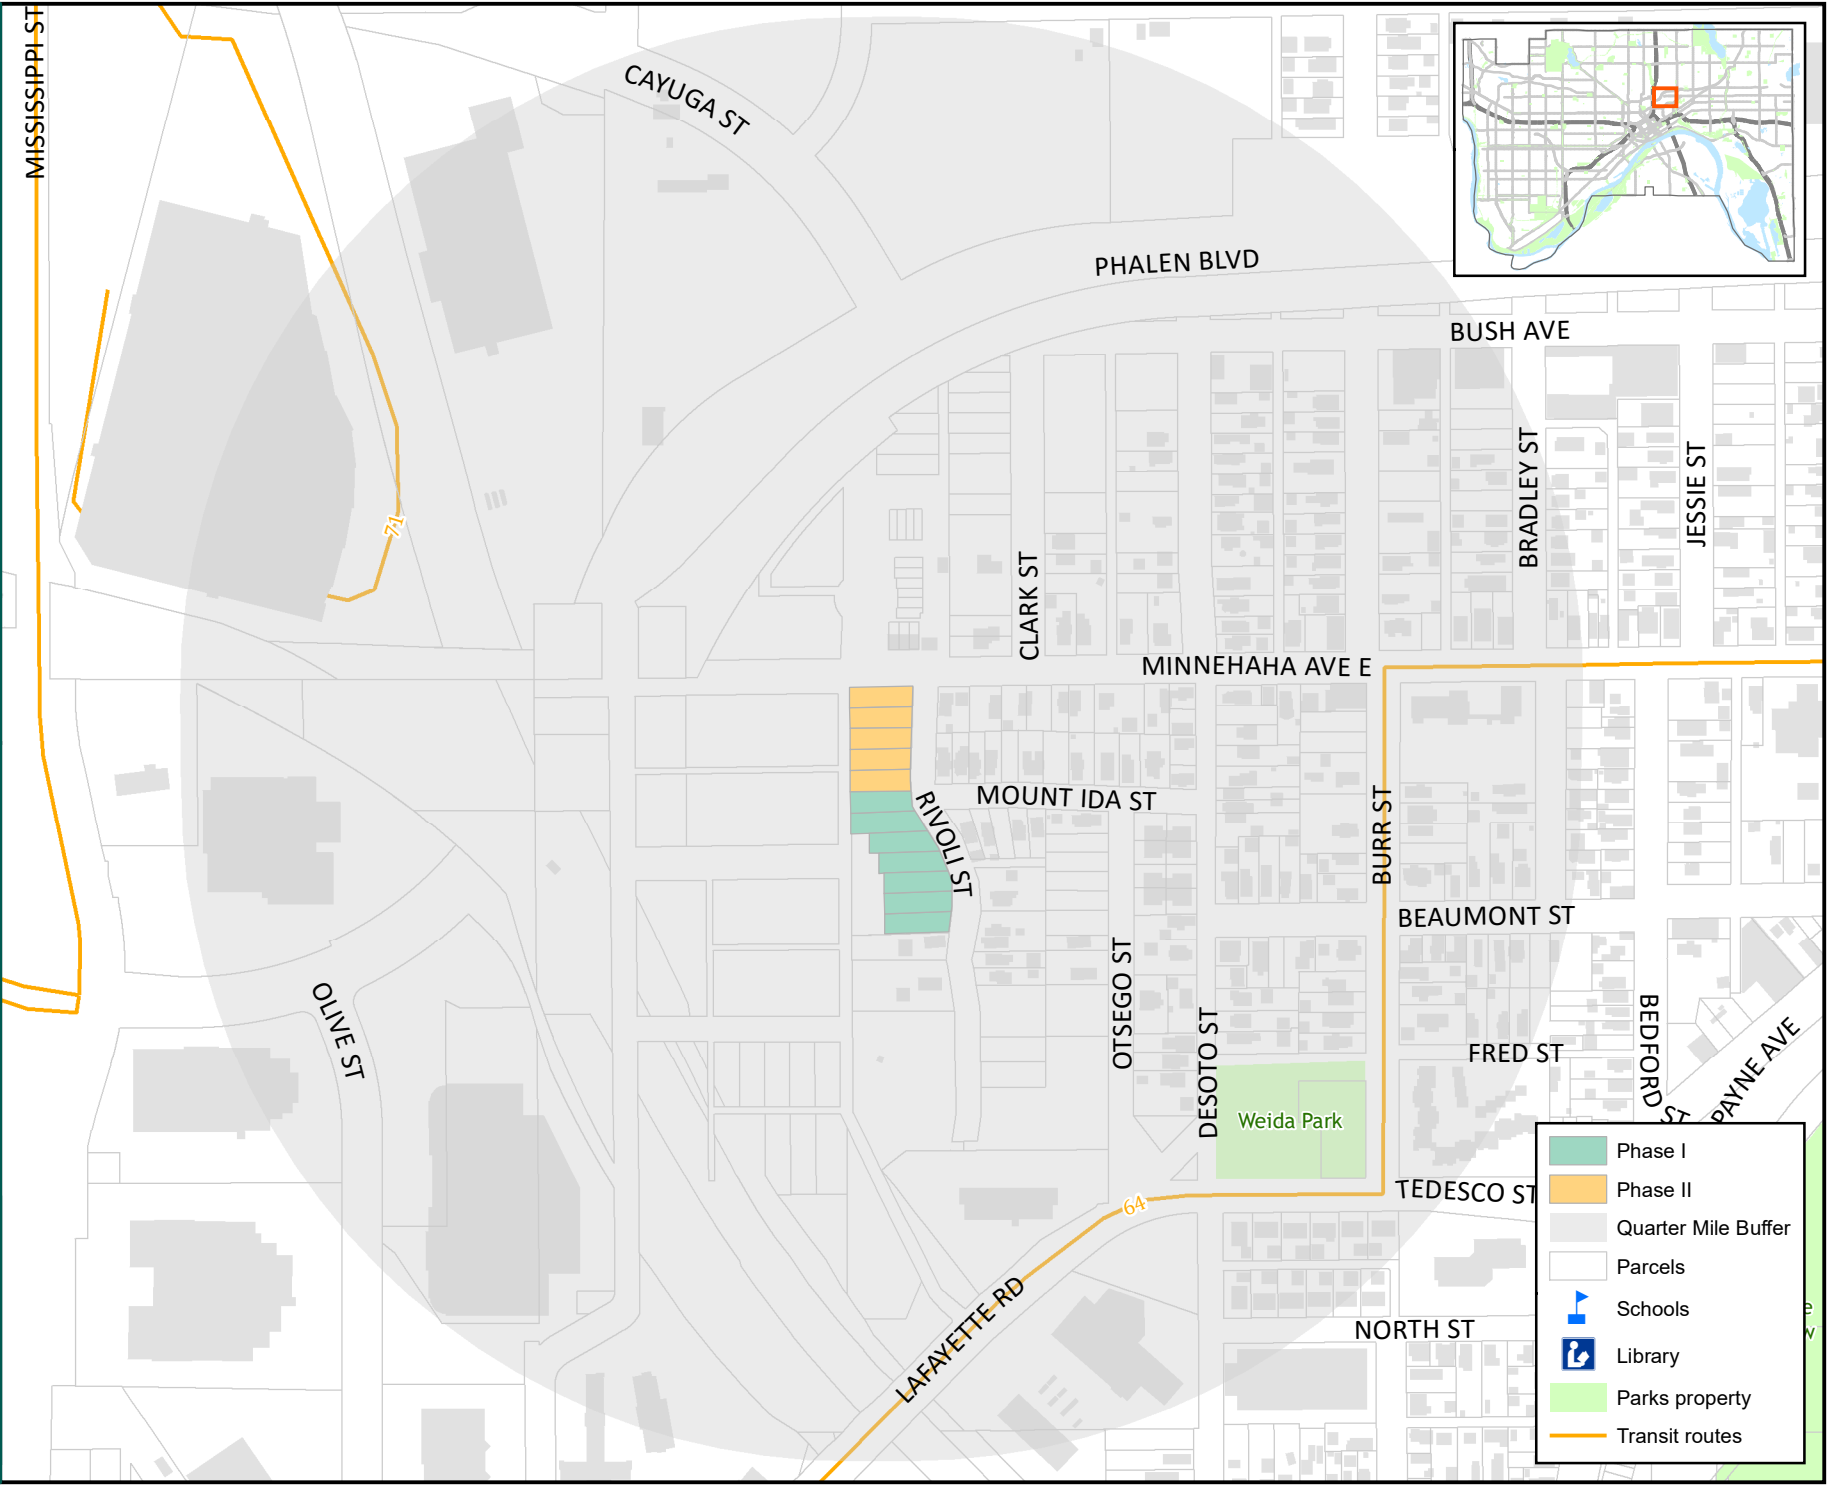 MISSISSIPPI ST
CAYUGA ST
PHALEN BLVD
BUSH AVE
BRADLEY ST
JESSIE ST
71
CLARK ST
MINNEHAHA AVE E
MOUNT IDA ST
RIVOLI ST
BURR ST
BEAUMONT ST
OTSEGO ST
OLIVE ST
DESOTO ST
BEDFORD ST
FRED ST
PAYNE AVE
Weida Park
TEDESCO ST
64
LAFAYETTE RD
NORTH ST
Phase I
Phase II
Quarter Mile Buffer
Parcels
Schools
Library
Parks property
Transit routes
e
w